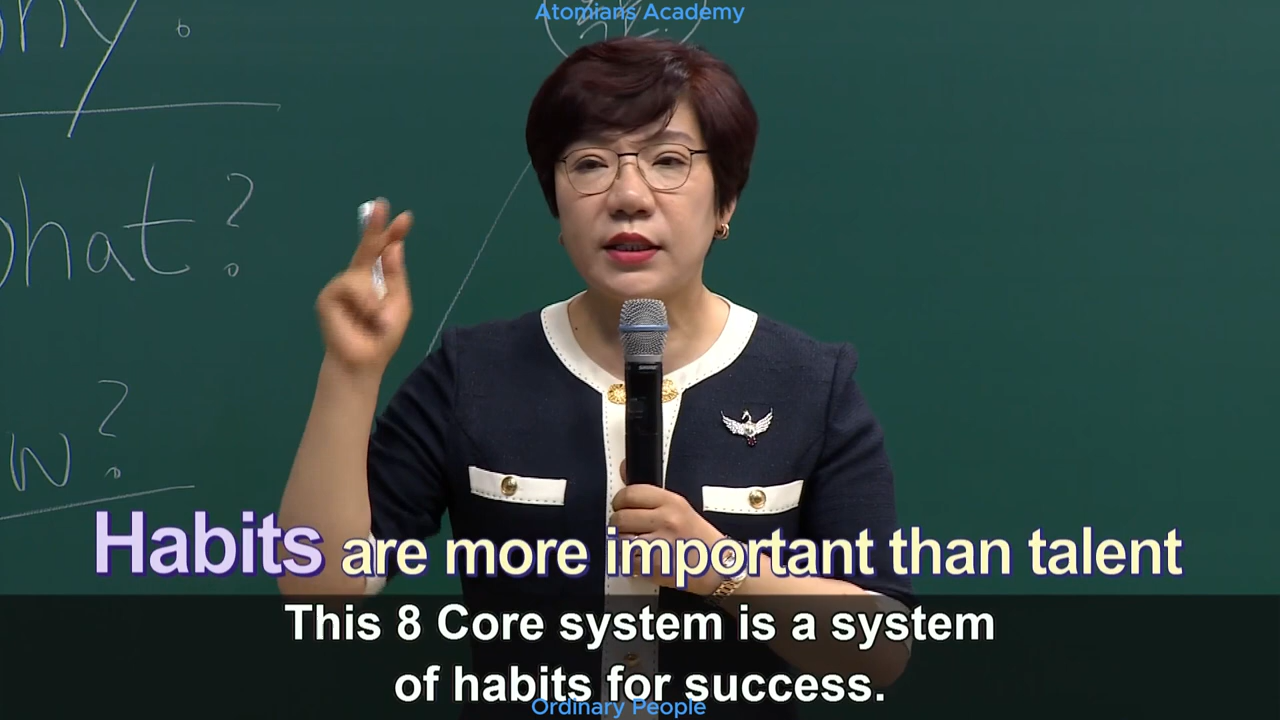 Atomians Academy
hy.
hat?
w?
Habits are more important than talent
This 8 Core system is a system
of habits for success.
Ordinary People